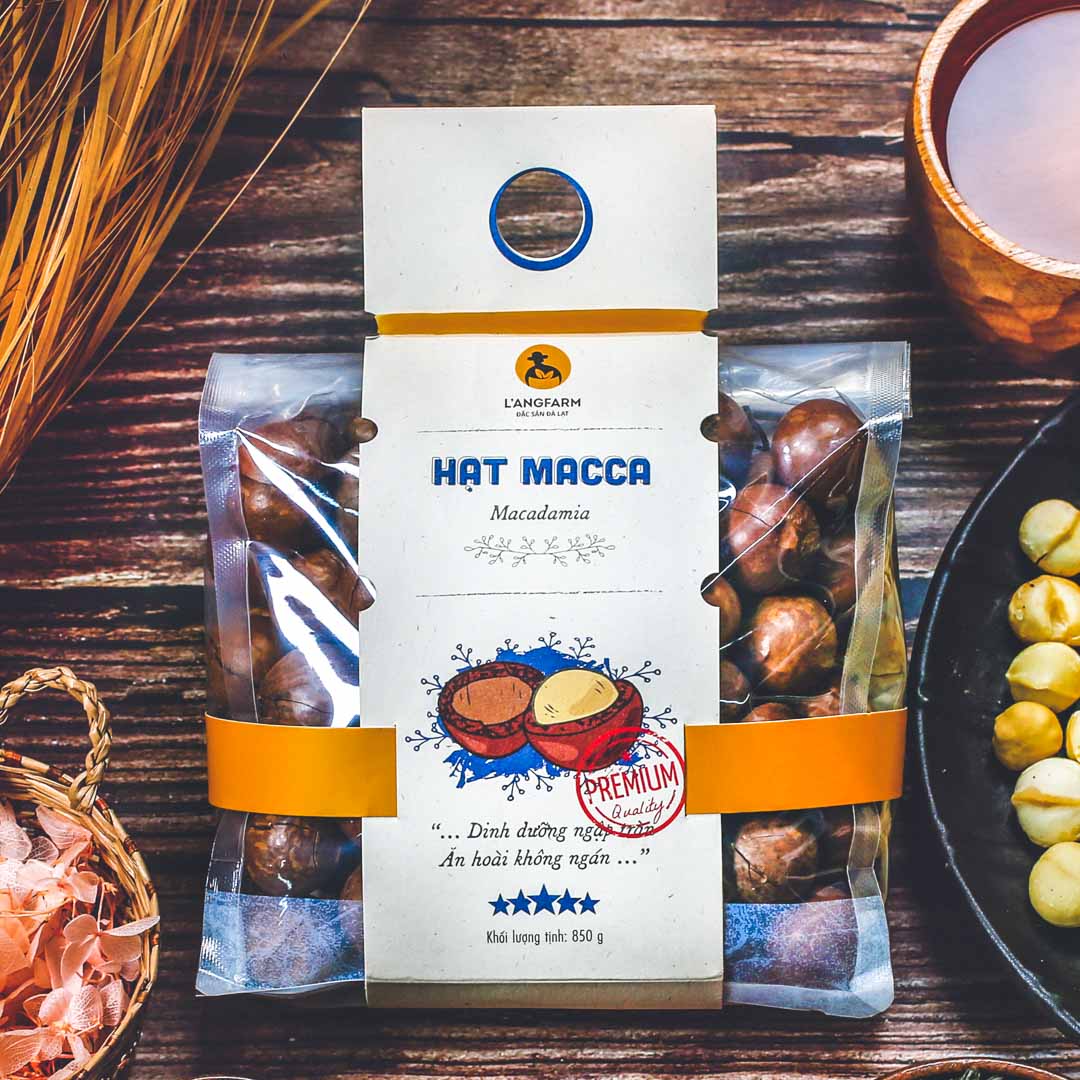 L'ANGFARM
ĐẶC SẢN ĐÀ LẠT
HẠT MACCA
Macadamia
PREMIUM
Quality
“... Dinh dưỡng ngập tràn
Ăn hoài không ngán ...”
Khối lượng tịnh: 850 g